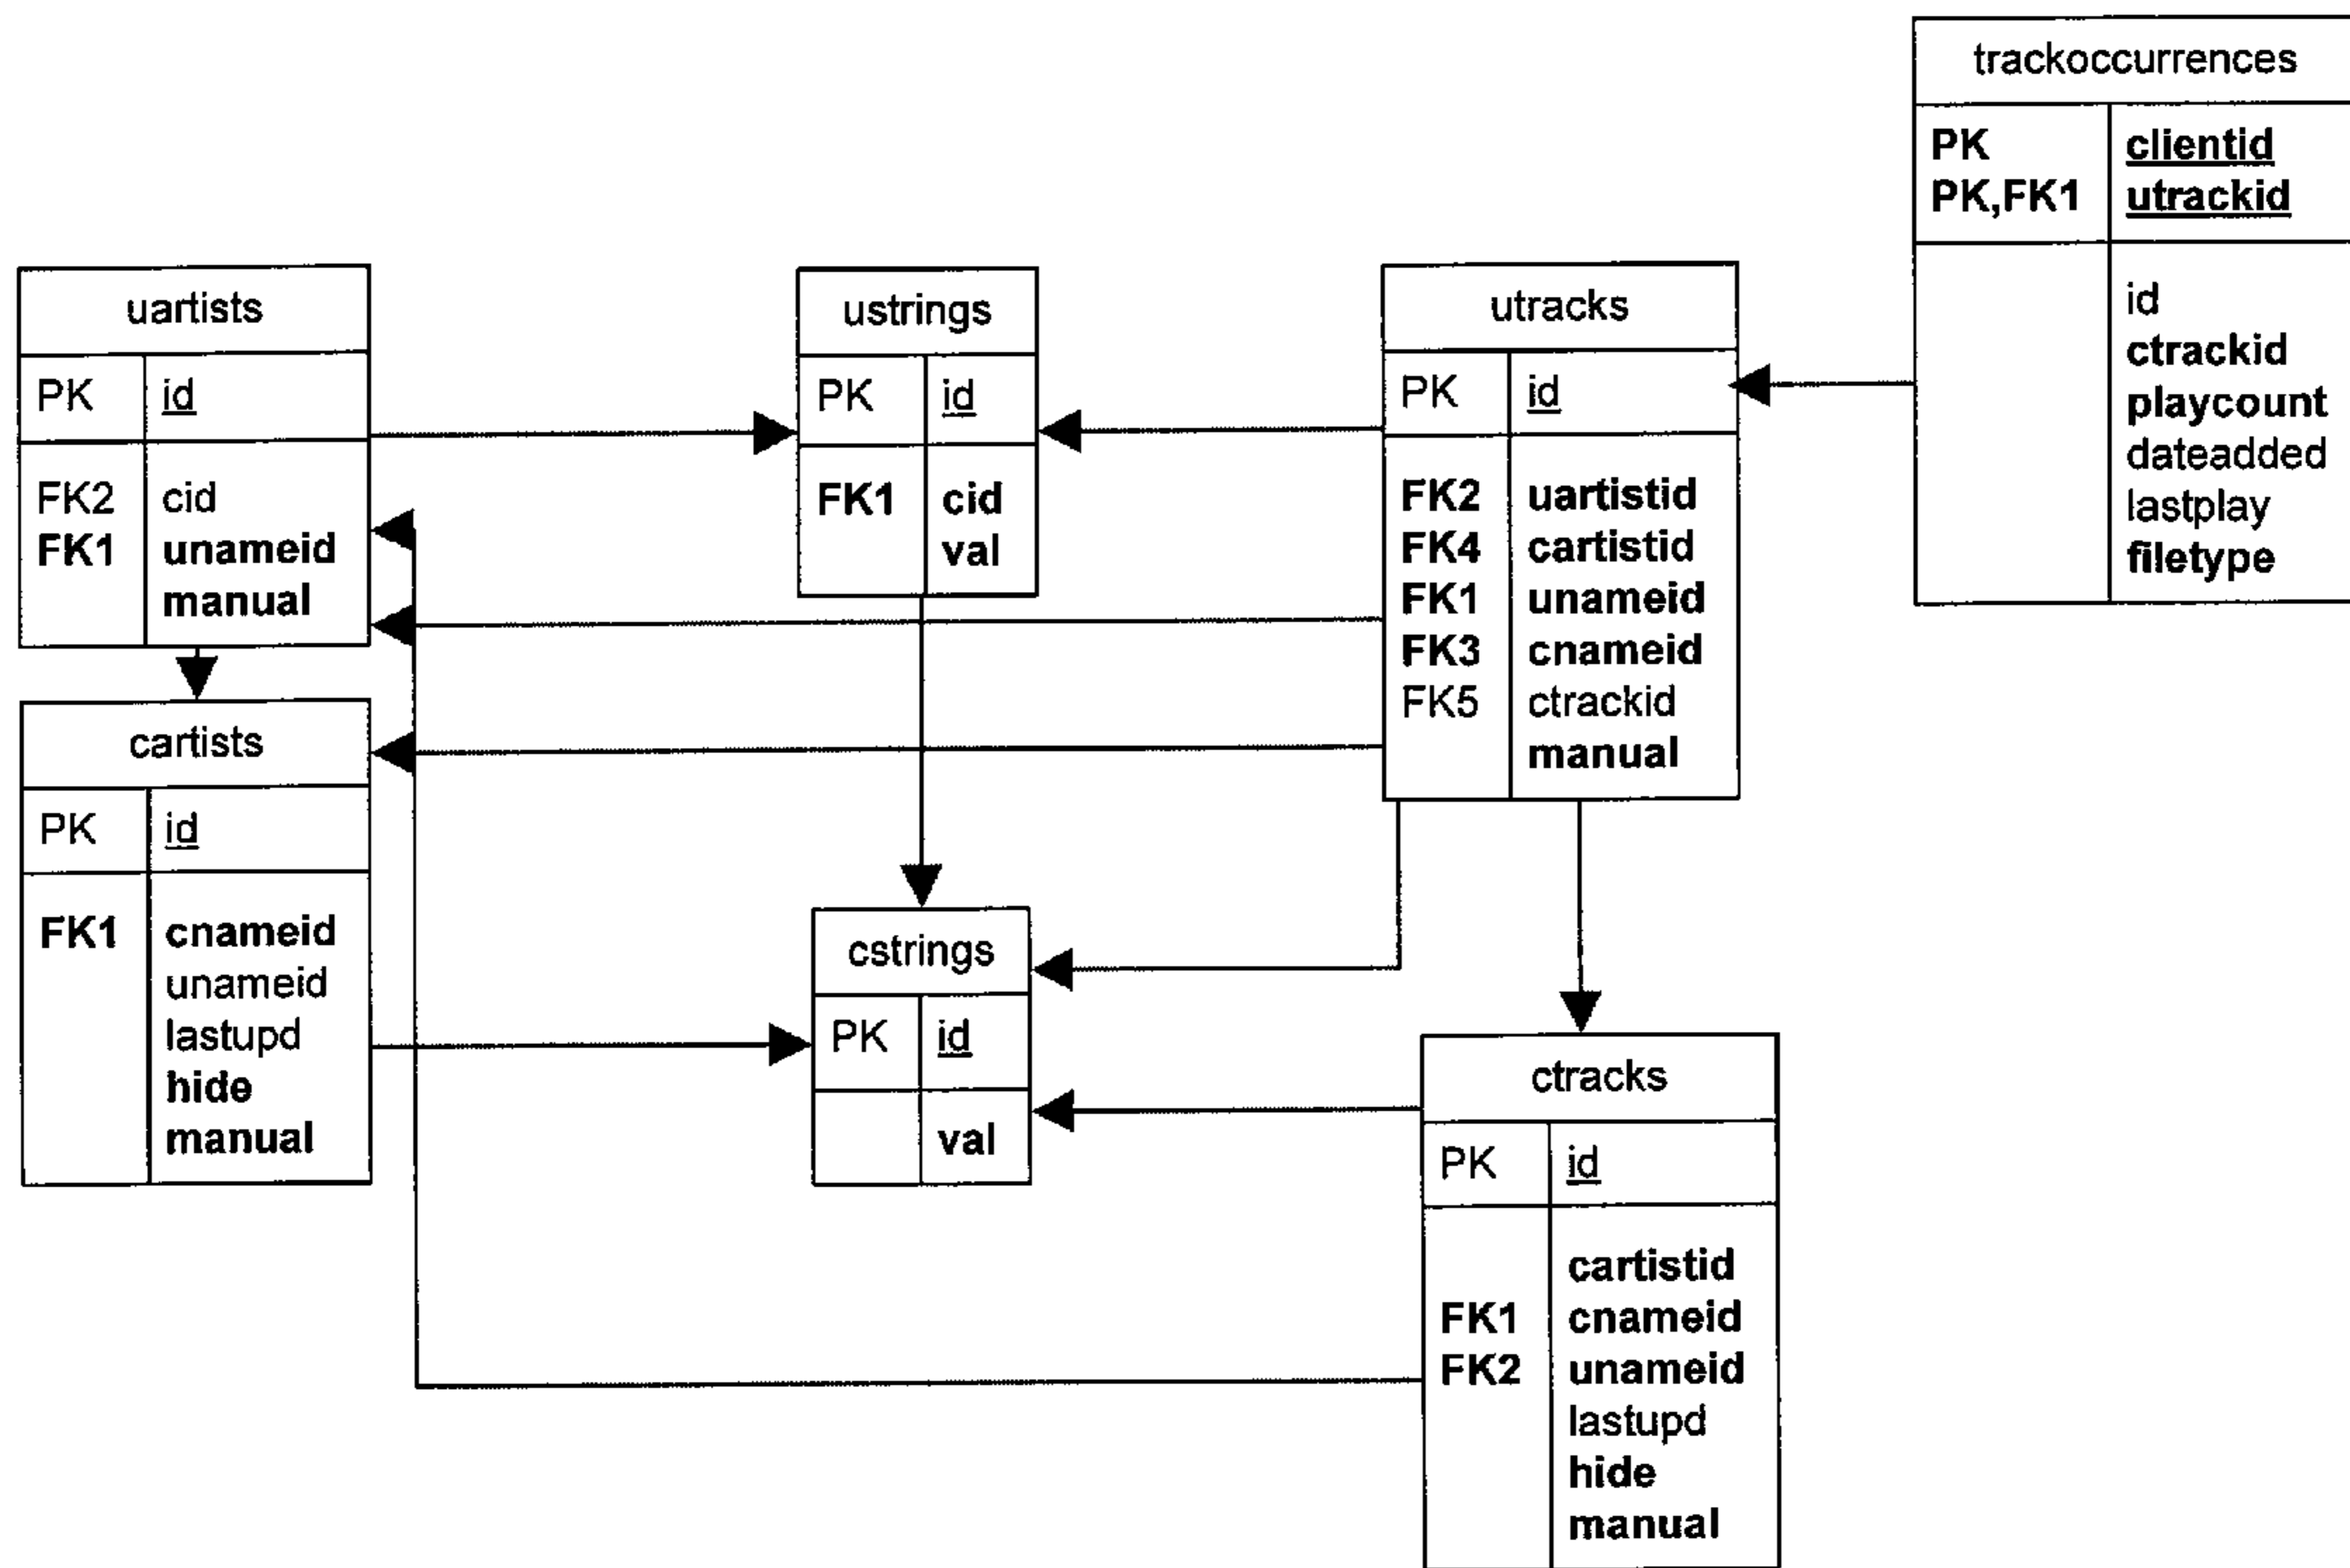 trackoccurrences
PK clientid
PK,FK1 utrackid
id
ctrackid
playcount
dateadded
lastplay
filetype
uartists
PK id
FK2 cid
FK1 unameid
manual
ustrings
PK id
FK1 cid
val
utracks
PK id
FK2 uartistid
FK4 cartistid
FK1 unameid
FK3 cnameid
FK5 ctrackid
manual
cartists
PK id
FK1 cnameid
unameid
lastupd
hide
manual
cstrings
PK id
val
ctracks
PK id
cartistid
FK1 cnameid
FK2 unameid
lastupd
hide
manual